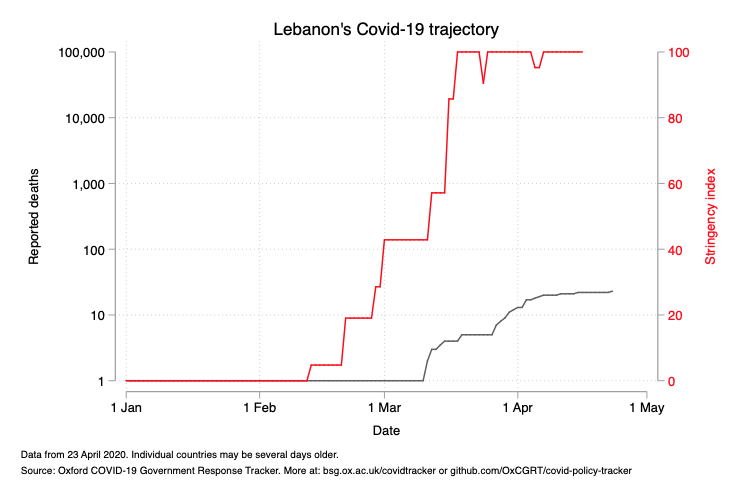 Lebanon's Covid-19 trajectory
100,000
10,000
1,000
100
10
1
Reported deaths
100
80
60
40
20
0
Stringency index
1 Jan
1 Feb
1 Mar
1 Apr
1 May
Date
Data from 23 April 2020. Individual countries may be several days older.
Source: Oxford COVID-19 Government Response Tracker. More at: bsg.ox.ac.uk/covidtracker or github.com/OxCGRT/covid-policy-tracker